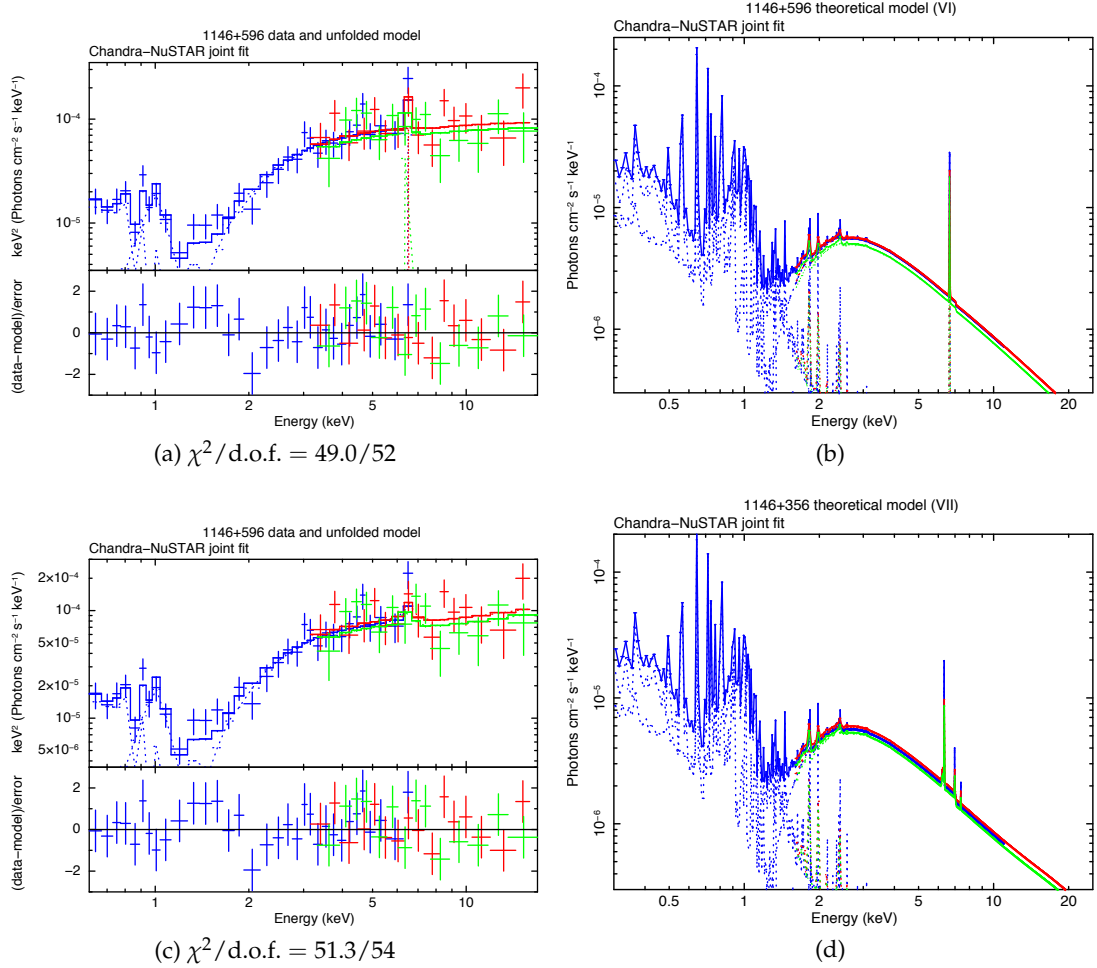 1146+596 data and unfolded model
Chandra−NuSTAR joint fit
keV² (Photons cm⁻² s⁻¹ keV⁻¹)
10⁻⁴
10⁻⁵
(data−model)/error
2
0
−2
1 2 5 10
Energy (keV)
(a) χ²/d.o.f. = 49.0/52
1146+596 theoretical model (VI)
Chandra−NuSTAR joint fit
Photons cm⁻² s⁻¹ keV⁻¹
10⁻⁴
10⁻⁵
10⁻⁶
0.5 1 2 5 10 20
Energy (keV)
(b)
1146+596 data and unfolded model
Chandra−NuSTAR joint fit
keV² (Photons cm⁻² s⁻¹ keV⁻¹)
2×10⁻⁴
10⁻⁴
5×10⁻⁵
2×10⁻⁵
10⁻⁵
5×10⁻⁶
(data−model)/error
2
0
−2
1 2 5 10
Energy (keV)
(c) χ²/d.o.f. = 51.3/54
1146+356 theoretical model (VII)
Chandra−NuSTAR joint fit
Photons cm⁻² s⁻¹ keV⁻¹
10⁻⁴
10⁻⁵
10⁻⁶
0.5 1 2 5 10 20
Energy (keV)
(d)